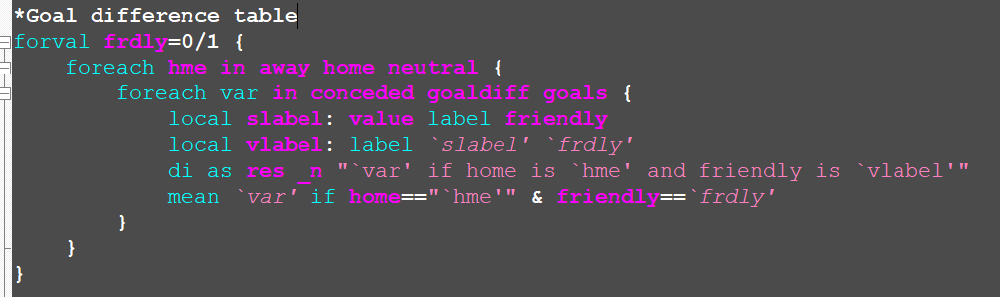 *Goal difference table
forval frdly=0/1 {
foreach hme in away home neutral {
foreach var in conceded goaldiff goals {
local slabel: value label friendly
local vlabel: label `slabel' `frdly'
di as res _n "`var' if home is `hme' and friendly is `vlabel'"
mean `var' if home=="`hme'" & friendly==`frdly'
}
}
}